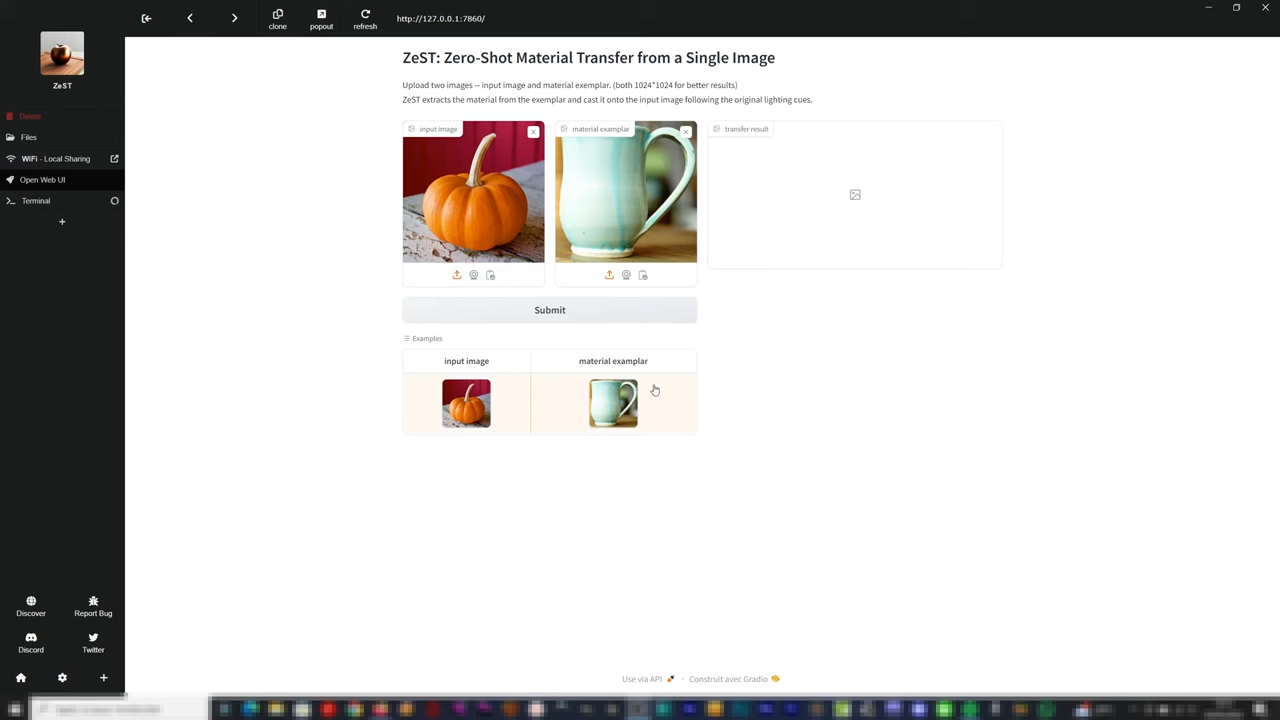 clone
popout
refresh
http://127.0.0.1:7860/
ZeST
Delete
Files
WiFi - Local Sharing
Open Web UI
Terminal
Discover
Report Bug
Discord
Twitter
ZeST: Zero-Shot Material Transfer from a Single Image
Upload two images -- input image and material exemplar. (both 1024*1024 for better results)
ZeST extracts the material from the exemplar and cast it onto the input image following the original lighting cues.
input image
material examplar
transfer result
Submit
Examples
input image
material examplar
Use via API
·
Construit avec Gradio